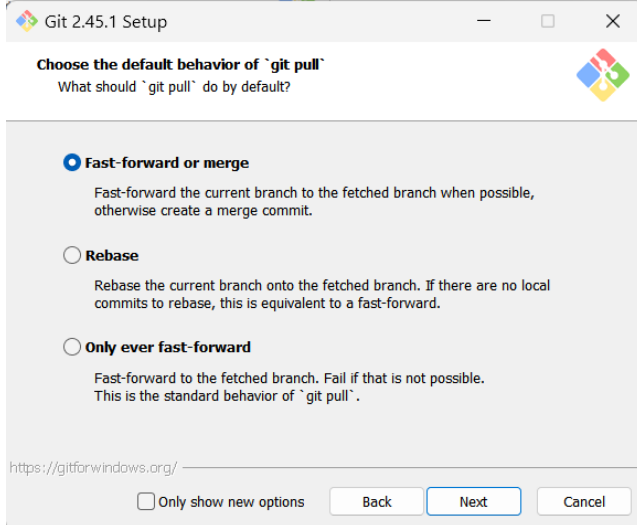 Git 2.45.1 Setup
Choose the default behavior of `git pull`
What should `git pull` do by default?
Fast-forward or merge
Fast-forward the current branch to the fetched branch when possible,
otherwise create a merge commit.
Rebase
Rebase the current branch onto the fetched branch. If there are no local
commits to rebase, this is equivalent to a fast-forward.
Only ever fast-forward
Fast-forward to the fetched branch. Fail if that is not possible.
This is the standard behavior of `git pull`.
https://gitforwindows.org/
Only show new options Back Next Cancel